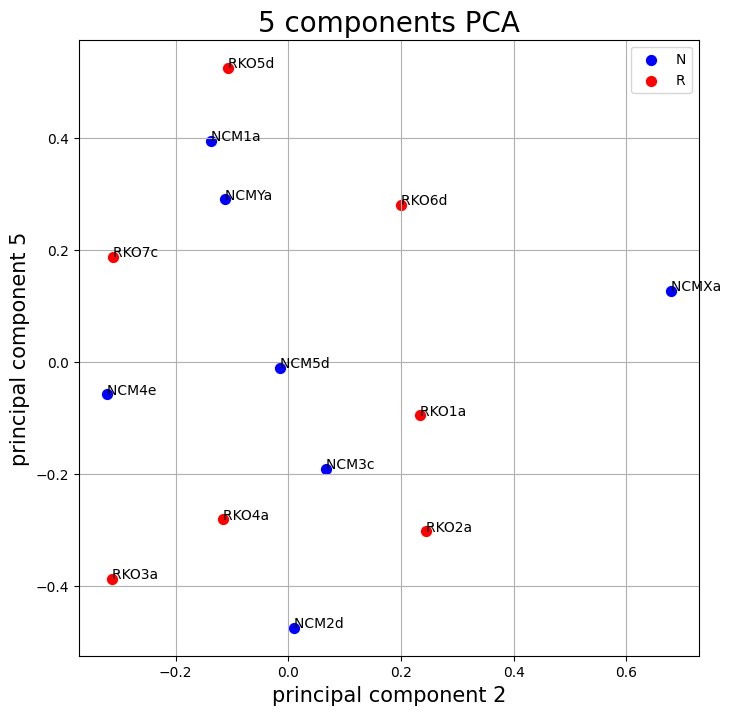 5 components PCA
N
R
RKO5d
NCM1a
NCMYa
RKO6d
RKO7c
NCMXa
NCM5d
NCM4e
RKO1a
NCM3c
RKO4a
RKO2a
RKO3a
NCM2d
0.4
0.2
0.0
−0.2
−0.4
principal component 5
−0.2
0.0
0.2
0.4
0.6
principal component 2